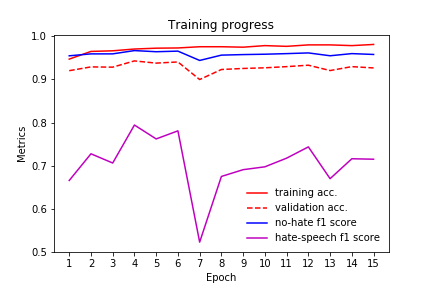 Training progress
1.0
0.9
0.8
0.7
0.6
0.5
Metrics
training acc.
validation acc.
no-hate f1 score
hate-speech f1 score
1 2 3 4 5 6 7 8 9 10 11 12 13 14 15
Epoch